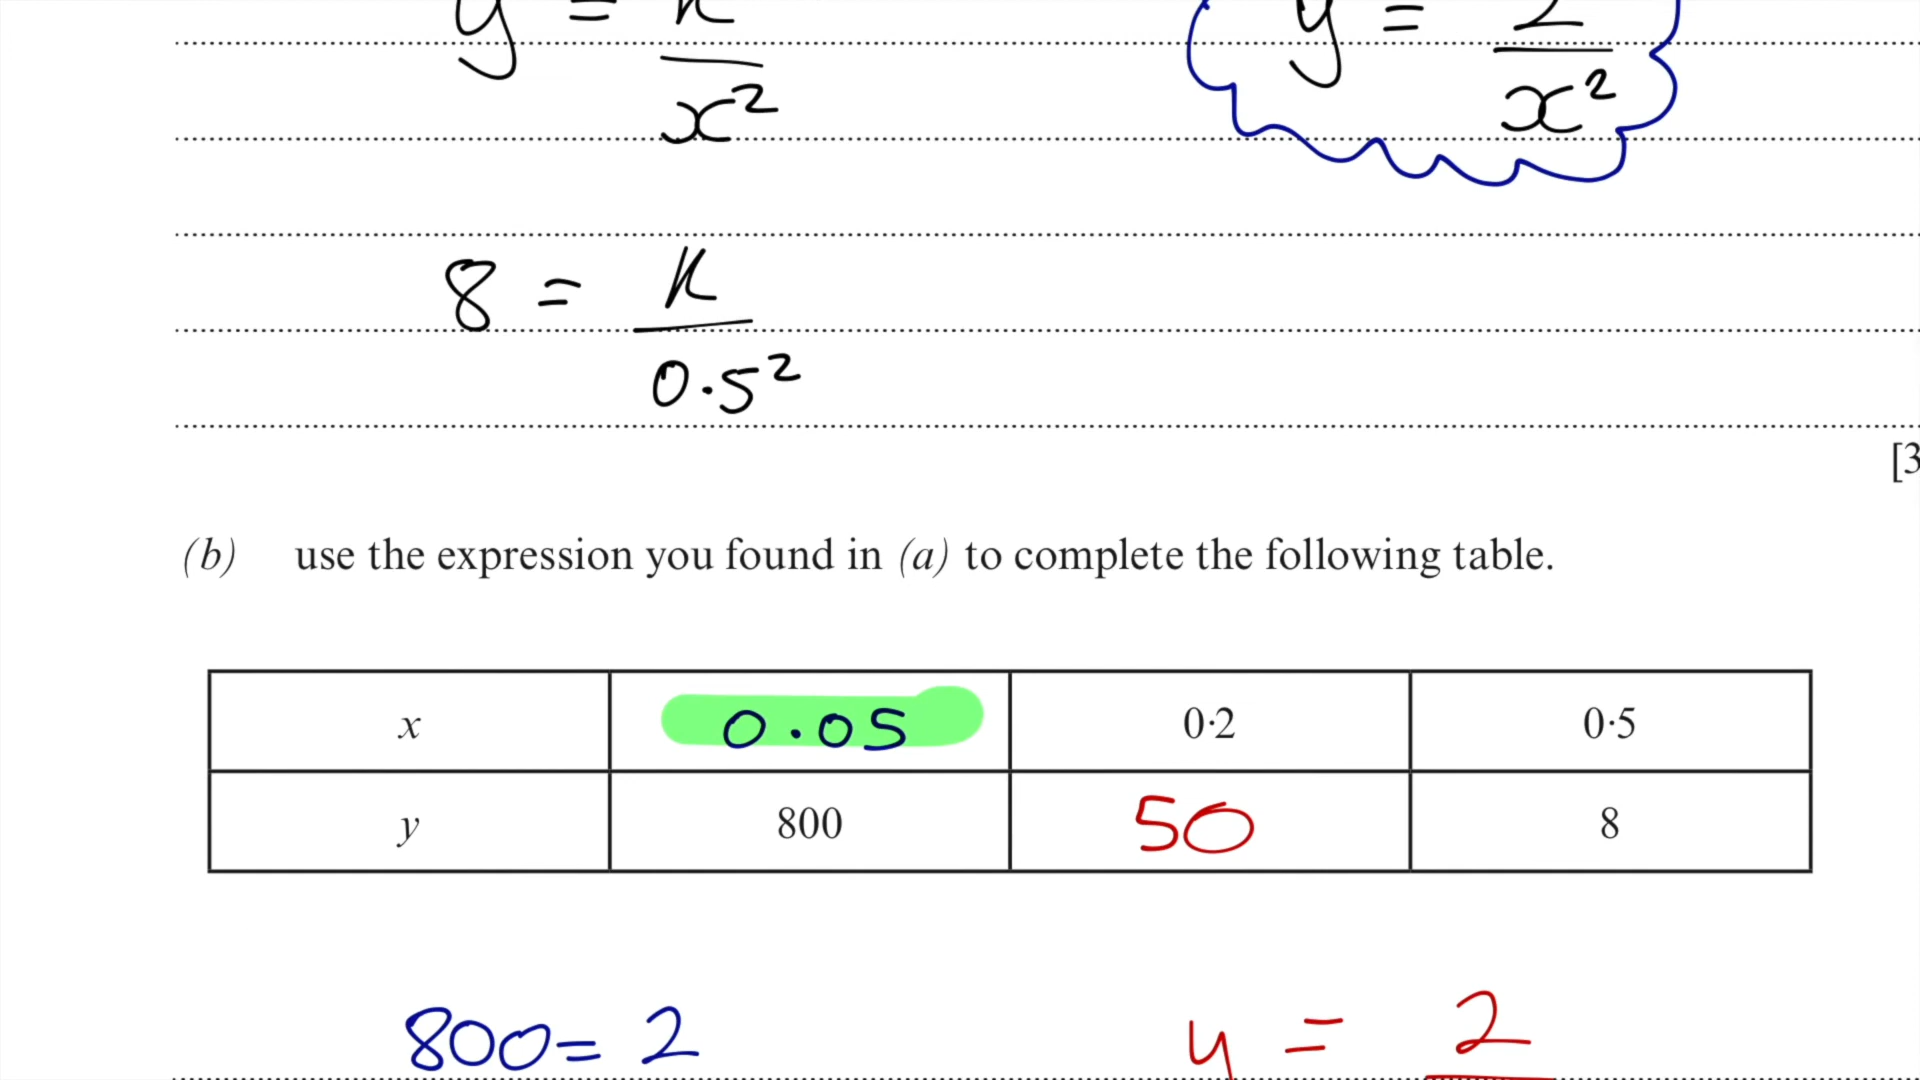 y = k y = 2
x² x²
8 = k
0.5²
[3
(b) use the expression you found in (a) to complete the following table.
x 0.05 0·2 0·5
y 800 50 8
800 = 2 y = 2